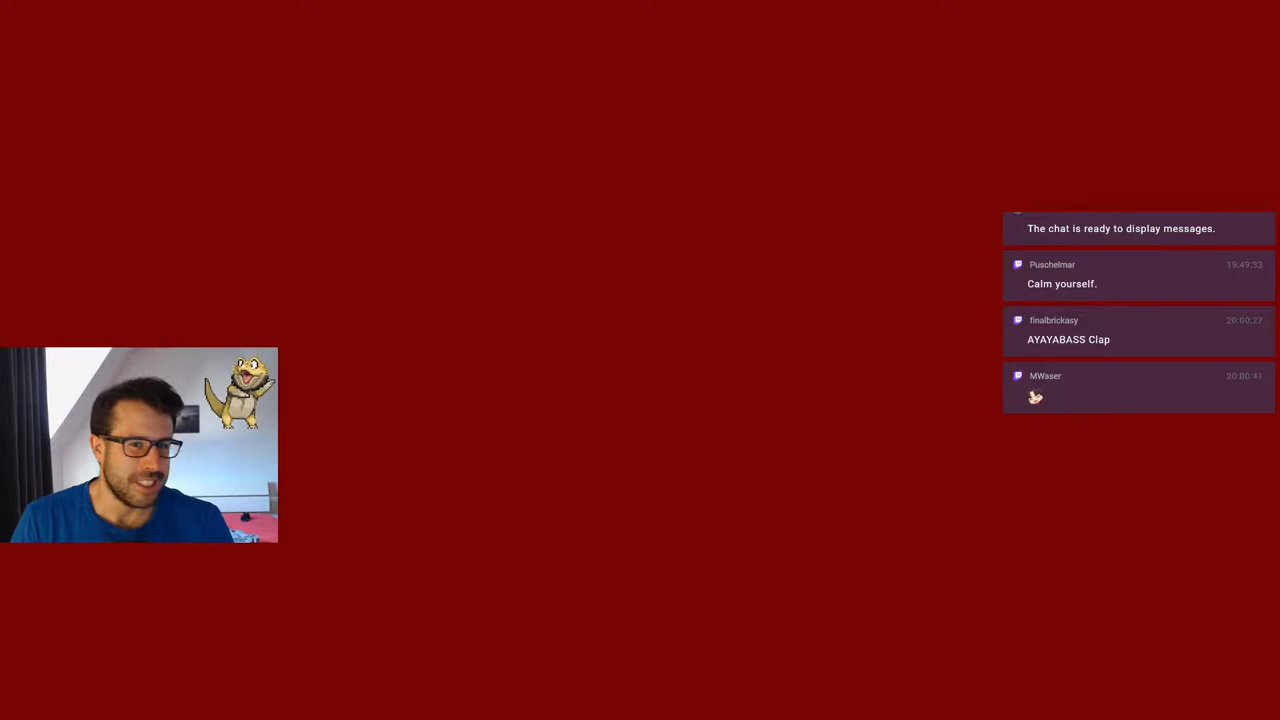 The chat is ready to display messages.
Puschelmar 19:49:33
Calm yourself.
finalbrickasy 20:00:27
AYAYABASS Clap
MWaser 20:00:41